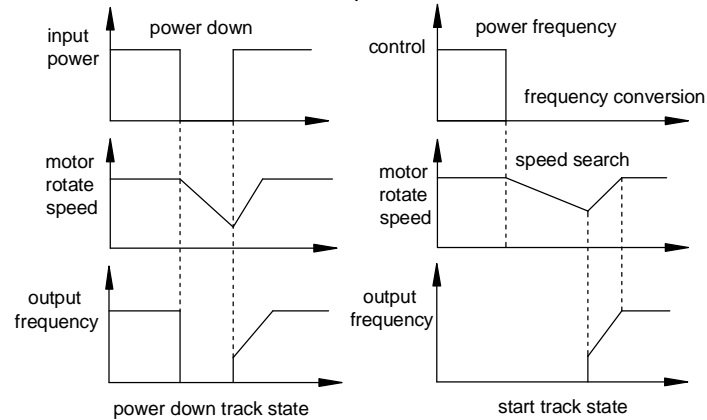 input
power
power down
motor
rotate
speed
output
frequency
power down track state
control
power frequency
frequency conversion
motor
rotate
speed
speed search
output
frequency
start track state